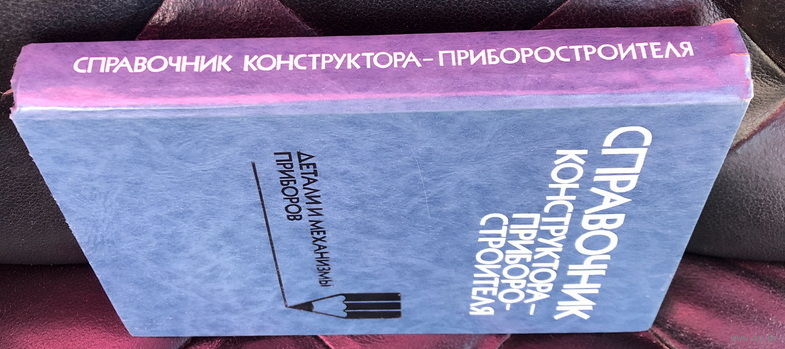 СПРАВОЧНИК КОНСТРУКТОРА-ПРИБОРОСТРОИТЕЛЯ
СПРАВОЧНИК
КОНСТРУКТОРА-
ПРИБОРО-
СТРОИТЕЛЯ
ДЕТАЛИ И МЕХАНИЗМЫ
ПРИБОРОВ